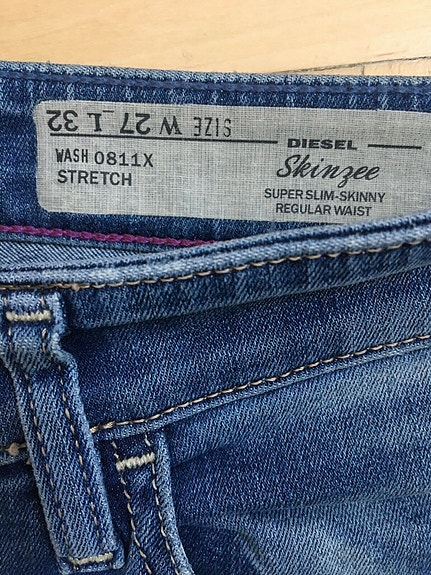 SIZE W 27 L 32
WASH 0811X
STRETCH
DIESEL
Skinzee
SUPER SLIM-SKINNY
REGULAR WAIST